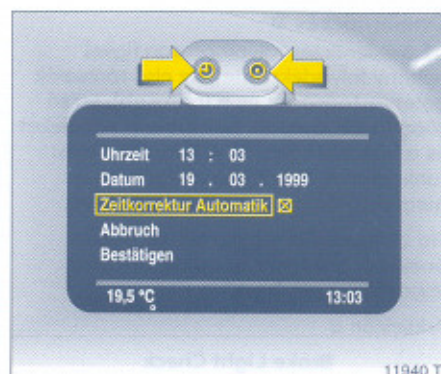 Uhrzeit 13 : 03
Datum 19 . 03 . 1999
Zeitkorrektur Automatik
Abbruch
Bestätigen
19,5 °C 13:03
11940 T